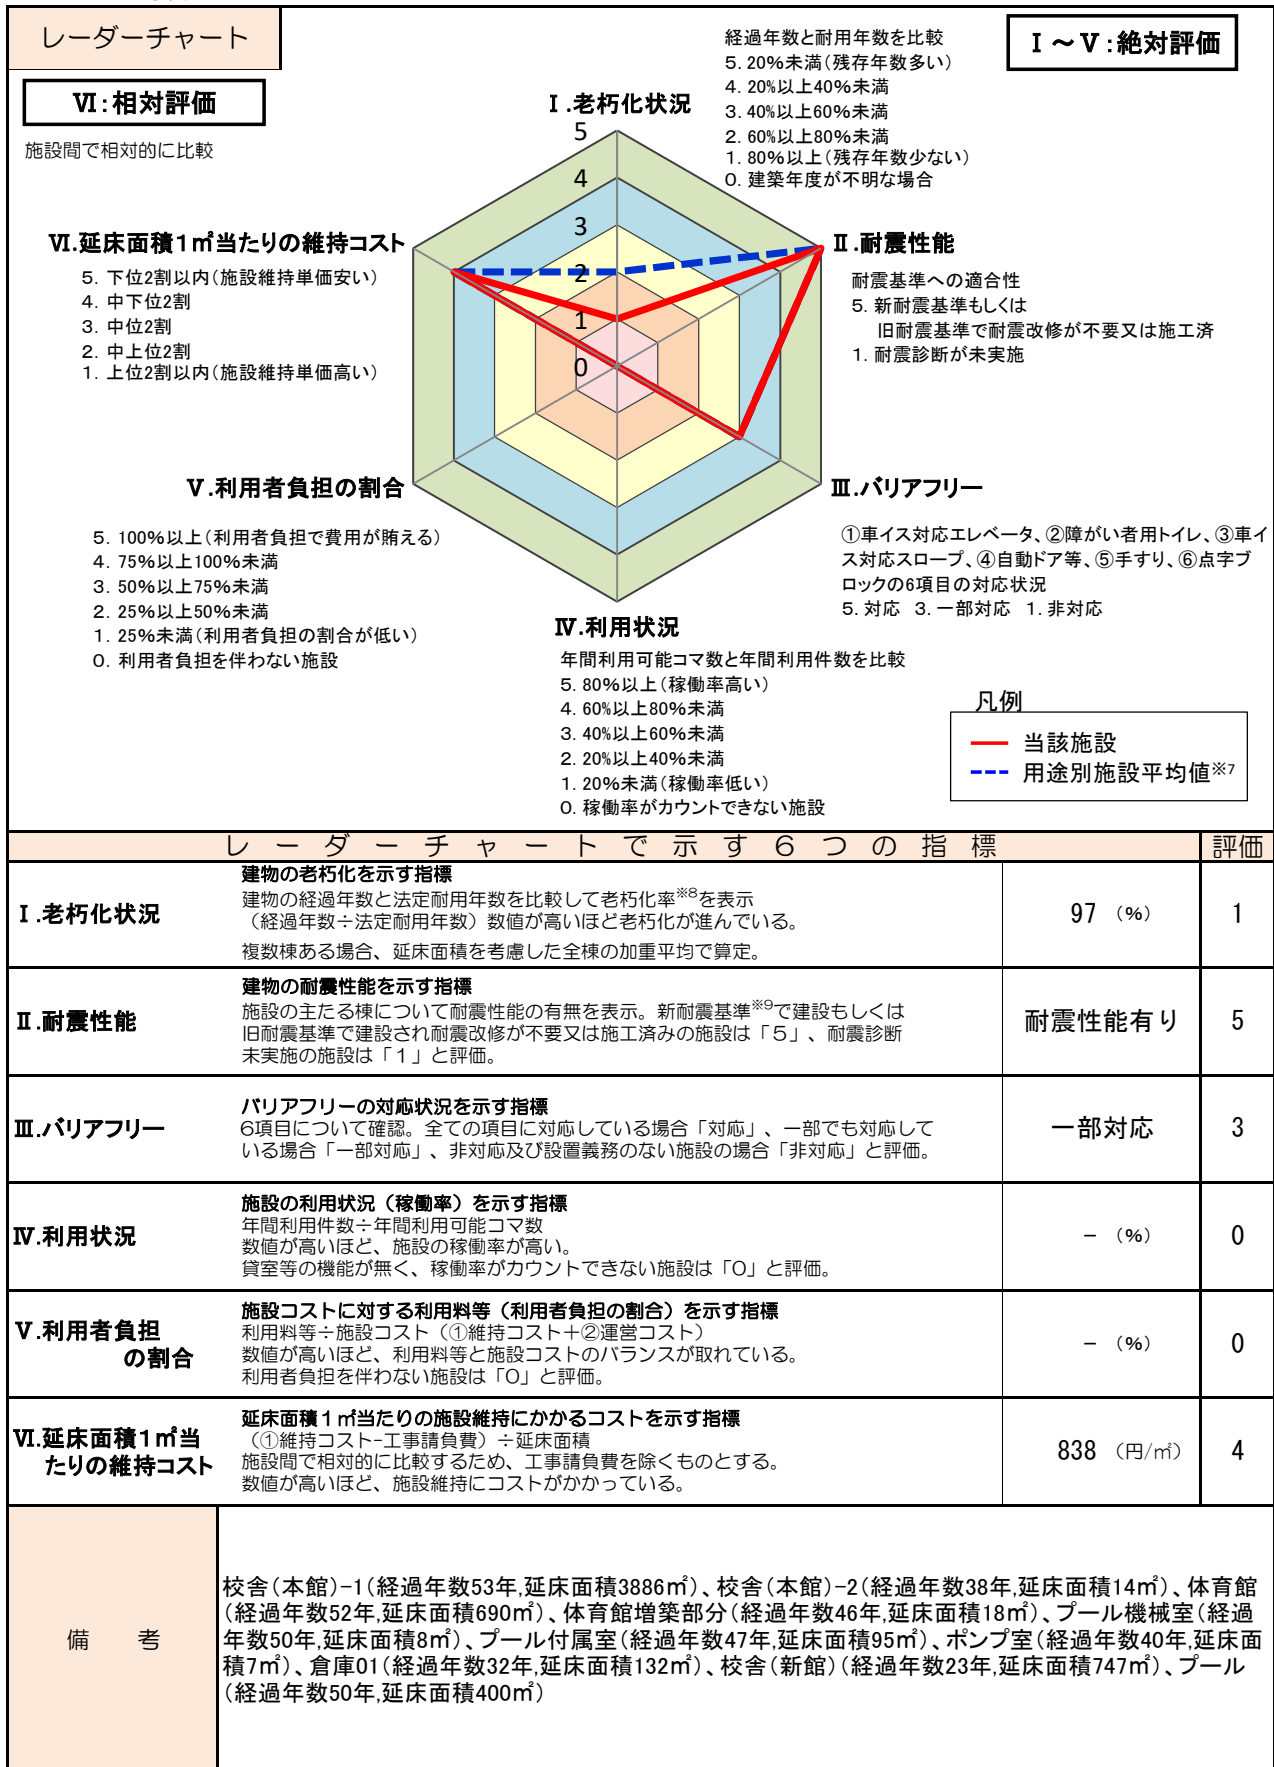 レーダーチャート
Ⅵ:相対評価
施設間で相対的に比較
経過年数と耐用年数を比較
5. 20%未満(残存年数多い)
4. 20%以上40%未満
3. 40%以上60%未満
2. 60%以上80%未満
1. 80%以上(残存年数少ない)
0. 建築年度が不明な場合
Ⅰ~Ⅴ:絶対評価
Ⅰ.老朽化状況
5
4
3
2
1
0
Ⅵ.延床面積1㎡当たりの維持コスト
5. 下位2割以内(施設維持単価安い)
4. 中下位2割
3. 中位2割
2. 中上位2割
1. 上位2割以内(施設維持単価高い)
Ⅱ.耐震性能
耐震基準への適合性
5. 新耐震基準もしくは
旧耐震基準で耐震改修が不要又は施工済
1. 耐震診断が未実施
Ⅴ.利用者負担の割合
5. 100%以上(利用者負担で費用が賄える)
4. 75%以上100%未満
3. 50%以上75%未満
2. 25%以上50%未満
1. 25%未満(利用者負担の割合が低い)
0. 利用者負担を伴わない施設
Ⅲ.バリアフリー
①車イス対応エレベータ、②障がい者用トイレ、③車イ
ス対応スロープ、④自動ドア等、⑤手すり、⑥点字ブ
ロックの6項目の対応状況
5. 対応 3. 一部対応 1. 非対応
Ⅳ.利用状況
年間利用可能コマ数と年間利用件数を比較
5. 80%以上(稼働率高い)
4. 60%以上80%未満
3. 40%以上60%未満
2. 20%以上40%未満
1. 20%未満(稼働率低い)
0. 稼働率がカウントできない施設
凡例
当該施設
用途別施設平均値※7
レーダーチャートで示す6つの指標 評価
Ⅰ.老朽化状況
建物の老朽化を示す指標
建物の経過年数と法定耐用年数を比較して老朽化率※8を表示
(経過年数÷法定耐用年数)数値が高いほど老朽化が進んでいる。
複数棟ある場合、延床面積を考慮した全棟の加重平均で算定。
97 (%) 1
Ⅱ.耐震性能
建物の耐震性能を示す指標
施設の主たる棟について耐震性能の有無を表示。新耐震基準※9で建設もしくは
旧耐震基準で建設され耐震改修が不要又は施工済みの施設は「5」、耐震診断
未実施の施設は「1」と評価。
耐震性能有り 5
Ⅲ.バリアフリー
バリアフリーの対応状況を示す指標
6項目について確認。全ての項目に対応している場合「対応」、一部でも対応して
いる場合「一部対応」、非対応及び設置義務のない施設の場合「非対応」と評価。
一部対応 3
Ⅳ.利用状況
施設の利用状況(稼働率)を示す指標
年間利用件数÷年間利用可能コマ数
数値が高いほど、施設の稼働率が高い。
貸室等の機能が無く、稼働率がカウントできない施設は「0」と評価。
- (%) 0
Ⅴ.利用者負担
の割合
施設コストに対する利用料等(利用者負担の割合)を示す指標
利用料等÷施設コスト(①維持コスト+②運営コスト)
数値が高いほど、利用料等と施設コストのバランスが取れている。
利用者負担を伴わない施設は「0」と評価。
- (%) 0
Ⅵ.延床面積1㎡当
たりの維持コスト
延床面積1㎡当たりの施設維持にかかるコストを示す指標
(①維持コスト-工事請負費)÷延床面積
施設間で相対的に比較するため、工事請負費を除くものとする。
数値が高いほど、施設維持にコストがかかっている。
838 (円/㎡) 4
備 考
校舎(本館)-1(経過年数53年,延床面積3886㎡)、校舎(本館)-2(経過年数38年,延床面積14㎡)、体育館
(経過年数52年,延床面積690㎡)、体育館増築部分(経過年数46年,延床面積18㎡)、プール機械室(経過
年数50年,延床面積8㎡)、プール付属室(経過年数47年,延床面積95㎡)、ポンプ室(経過年数40年,延床面
積7㎡)、倉庫01(経過年数32年,延床面積132㎡)、校舎(新館)(経過年数23年,延床面積747㎡)、プール
(経過年数50年,延床面積400㎡)